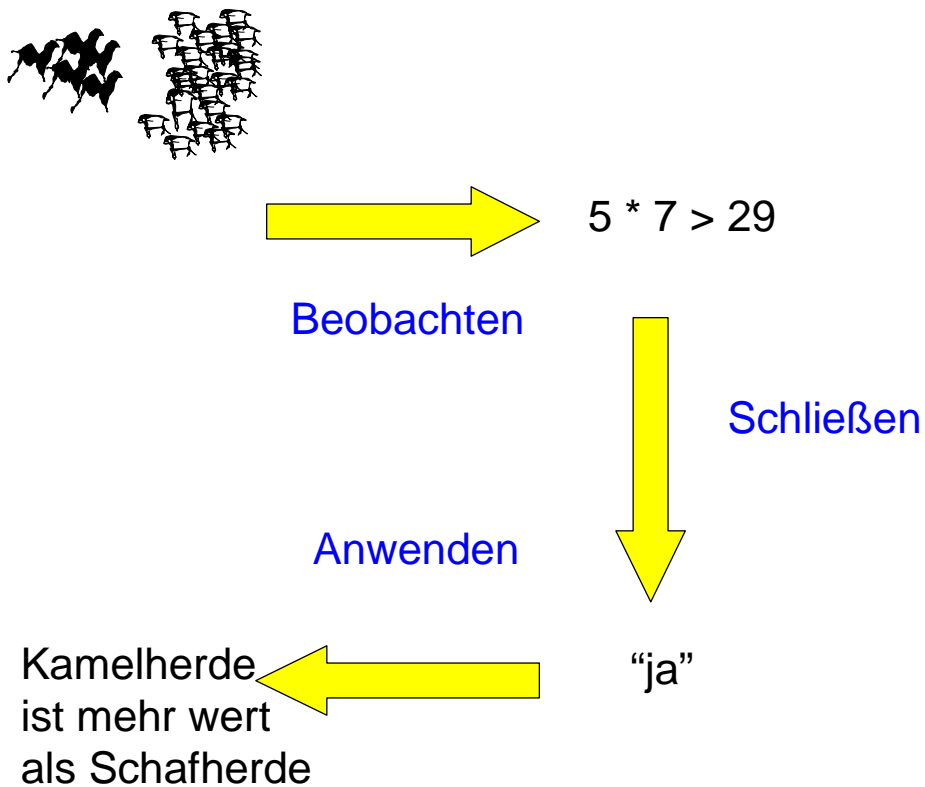 5 * 7 > 29
Beobachten
Schließen
Anwenden
“ja”
Kamelherde
ist mehr wert
als Schafherde